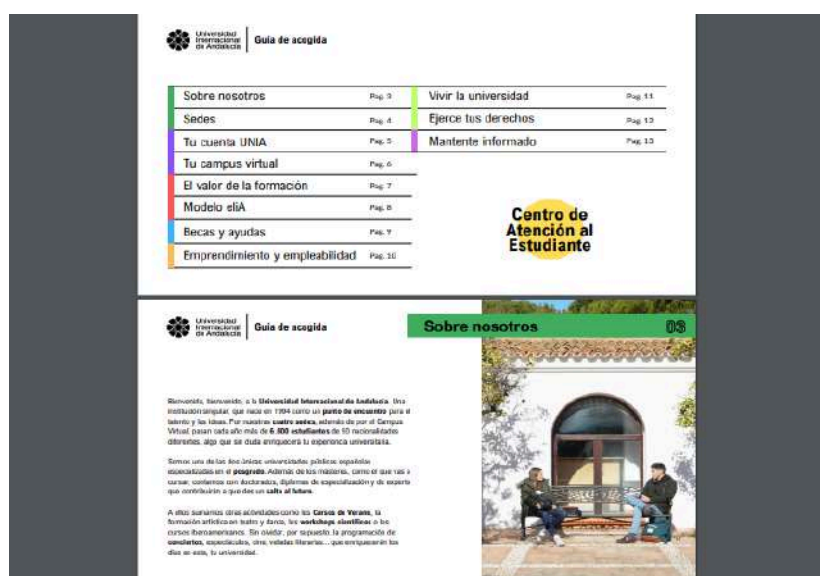 Universidad
Internacional
de Andalucía
Guía de acogida
Sobre nosotros Pag. 3
Sedes Pag. 4
Tu cuenta UNIA Pag. 5
Tu campus virtual Pag. 6
El valor de la formación Pag. 7
Modelo eliA Pag. 8
Becas y ayudas Pag. 9
Emprendimiento y empleabilidad Pag. 10
Vivir la universidad Pag. 11
Ejerce tus derechos Pag. 12
Mantente informado Pag. 13
Centro de
Atención al
Estudiante
Universidad
Internacional
de Andalucía
Guía de acogida
Sobre nosotros 03
Bienvenida, bienvenido, a la Universidad Internacional de Andalucía. Una
institución singular, que nace en 1994 como un punto de encuentro para el
talento y las ideas. Por nuestras cuatro sedes, además de por el Campus
Virtual, pasan cada año más de 6.800 estudiantes de nacionalidades
diferentes, algo que sin duda enriquecerá tu experiencia universitaria.
Somos una de las dos únicas universidades públicas españolas
especializadas en el posgrado. Además de los másteres, como el que vas a
cursar, contamos con doctorados, diplomas de especialización y de experto
que contribuirán a que des un salto al futuro.
A ellos sumamos otras actividades como los Cursos de Verano, la
formación artística en teatro y danza, los workshops científicos o los
cursos iberoamericanos. Sin olvidar, por supuesto, la programación de
conciertos, espectáculos, cine, veladas literarias... que enriquecerán tus
días en esta, tu universidad.